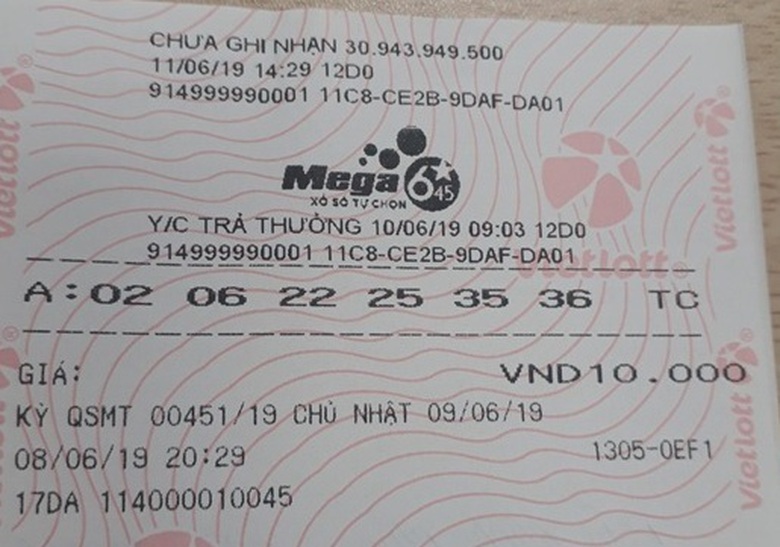 CHƯA GHI NHẬN 30.943.949.500
11/06/19 14:29 12D0
914999990001 11C8-CE2B-9DAF-DA01
Mega 6/45
XỔ SỐ TỰ CHỌN
Y/C TRẢ THƯỞNG 10/06/19 09:03 12D0
914999990001 11C8-CE2B-9DAF-DA01
A:02 06 22 25 35 36 TC
GIÁ: VND10.000
KỲ QSMT 00451/19 CHỦ NHẬT 09/06/19
08/06/19 20:29 1305-0EF1
17DA 114000010045
Vietlott
Vietlott
Vietlott
Vietlott